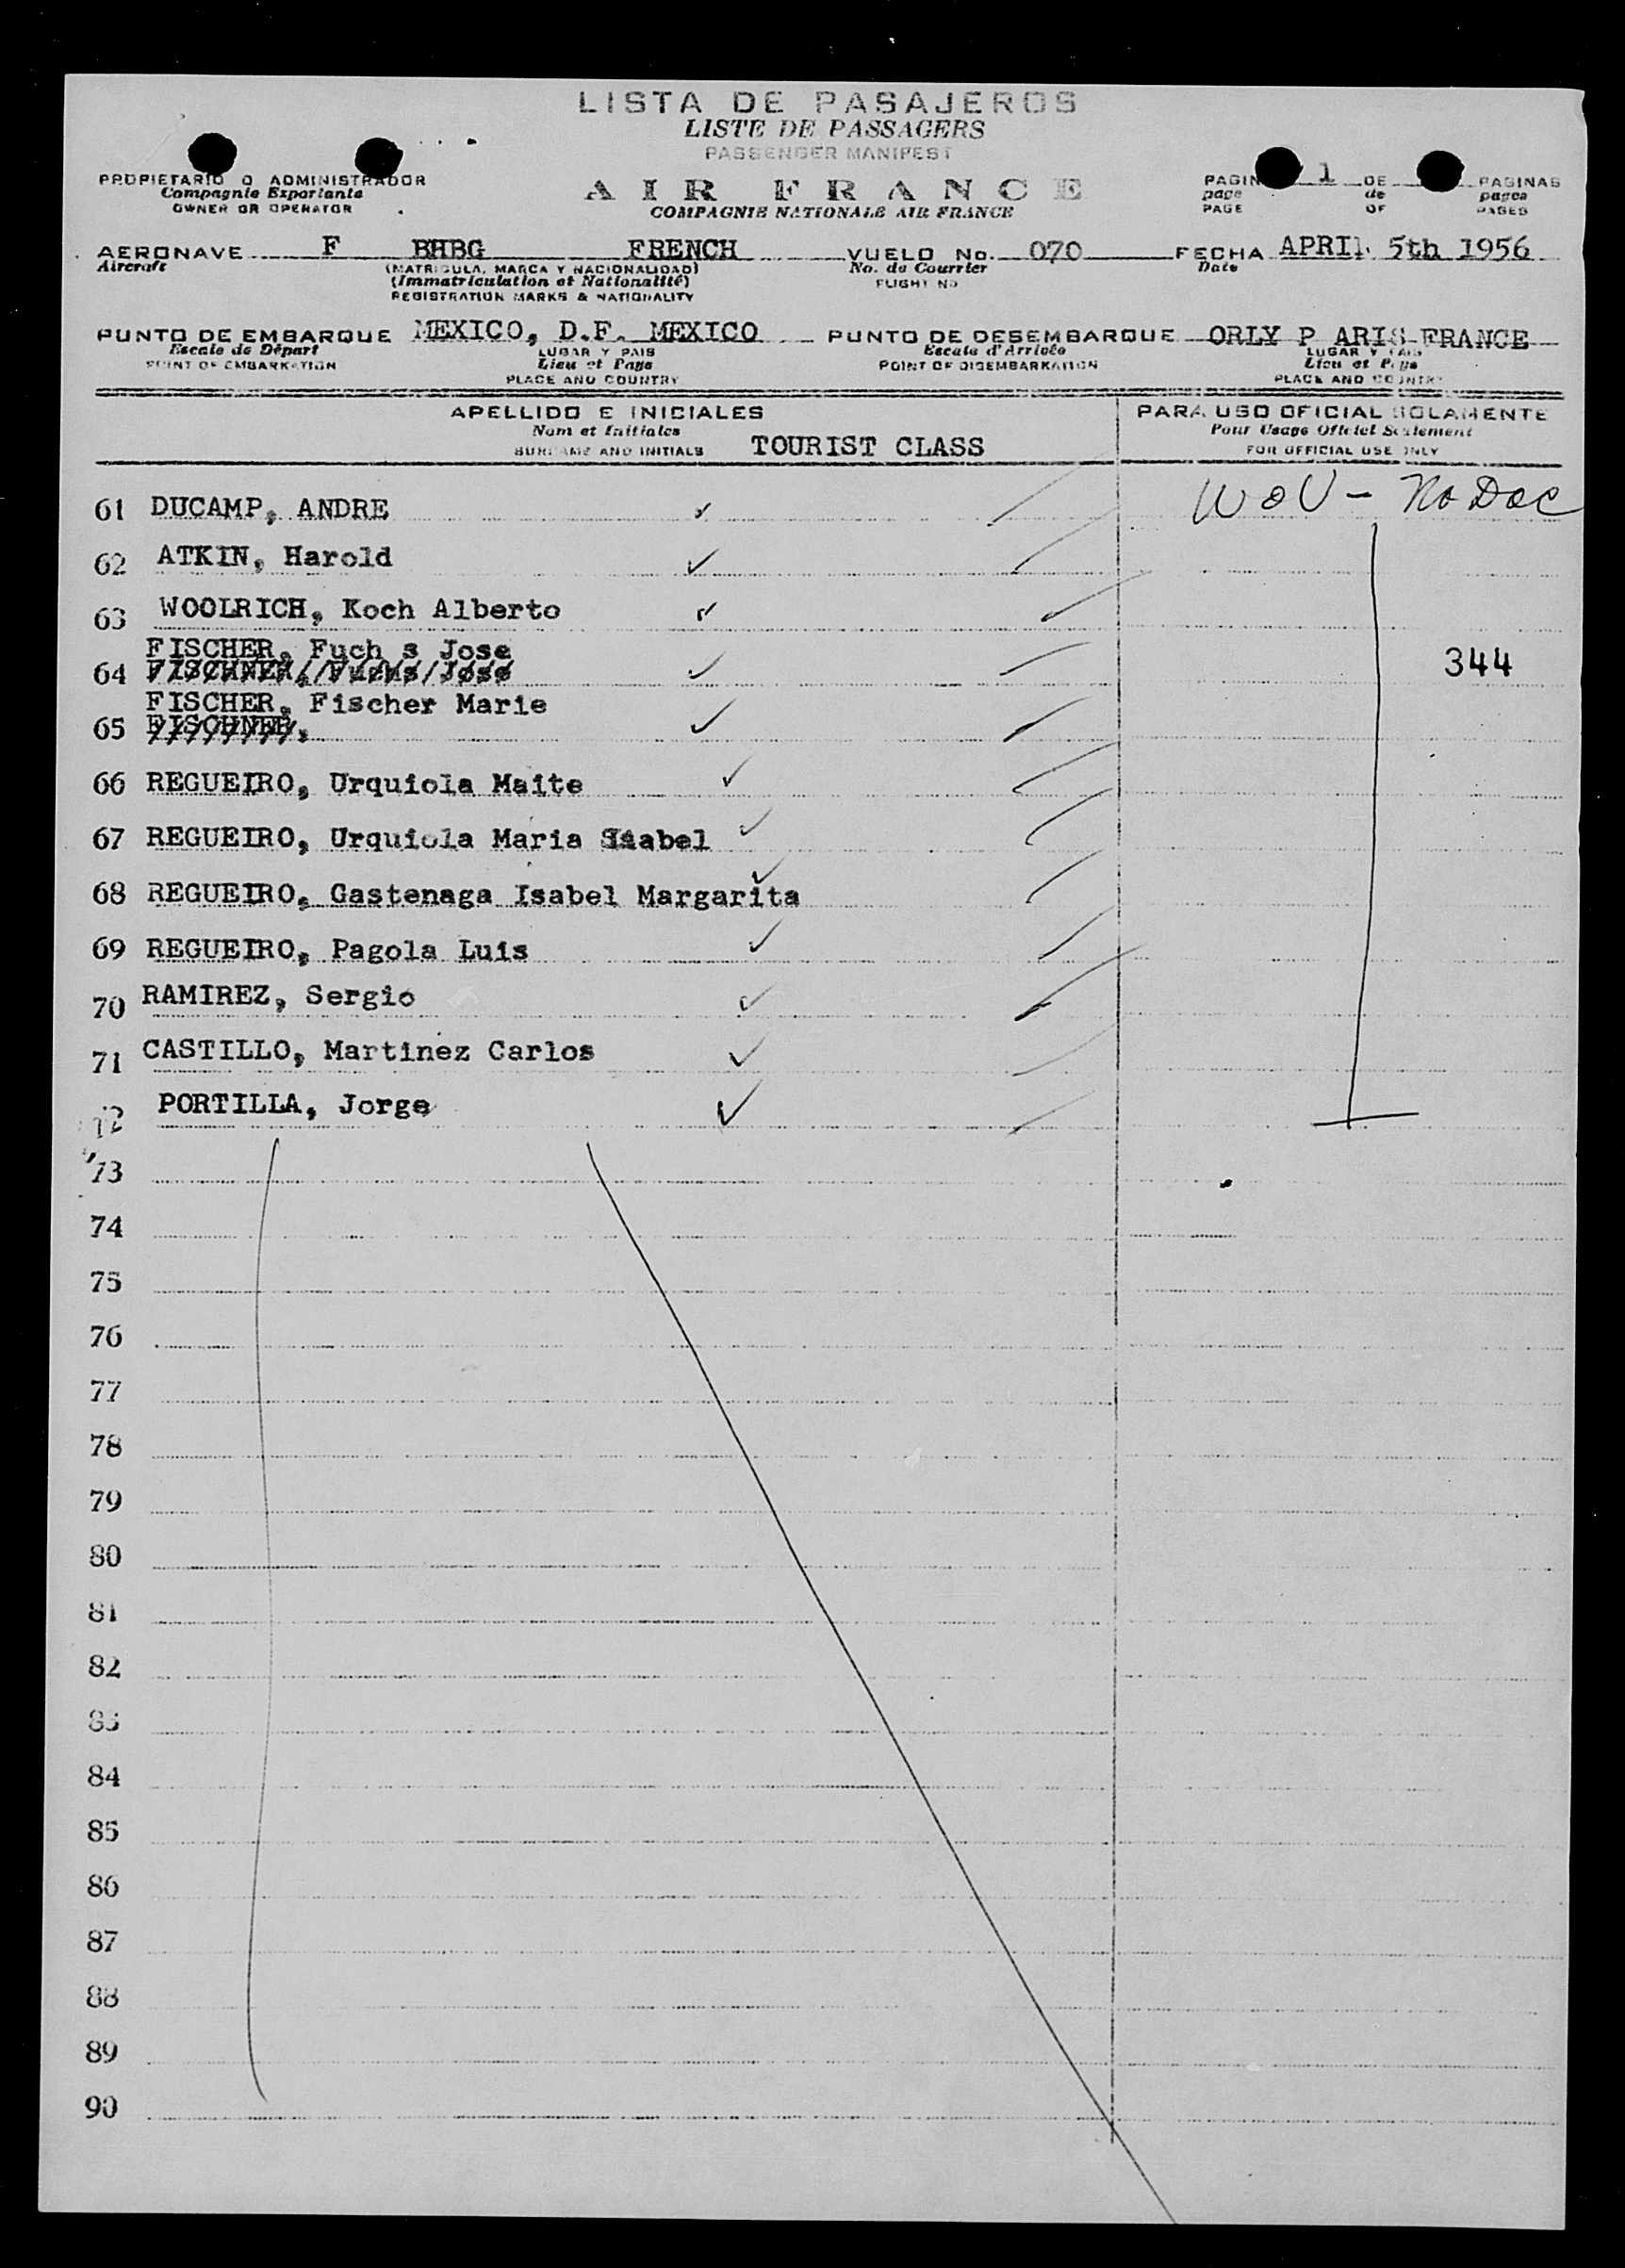 LISTA DE PASAJEROS
LISTE DE PASSAGERS
PASSENGER MANIFEST
AIR FRANCE
COMPAGNIE NATIONALE AIR FRANCE
PROPIETARIO O ADMINISTRADOR
Compagnie Exportante
OWNER OR OPERATOR
PAGIN 1 DE PAGINAS
page de pages
PAGE OF PAGES
AERONAVE F BHBG FRENCH VUELO No. 070 FECHA APRIL 5th 1956
Aircraft (MATRICULA, MARCA Y NACIONALIDAD) No. du Courrier Date
(Immatriculation et Nationalité) FLIGHT NO
REGISTRATION MARKS & NATIONALITY
PUNTO DE EMBARQUE MEXICO, D.F. MEXICO PUNTO DE DESEMBARQUE ORLY P ARIS FRANCE
Escale de Départ LUGAR Y PAIS Escale d'Arrivée LUGAR Y PAIS
POINT OF EMBARKATION Lieu et Pays POINT OF DISEMBARKATION Lieu et Pays
PLACE AND COUNTRY PLACE AND COUNTRY
APELLIDO E INICIALES PARA USO OFICIAL SOLAMENTE
Nom et Initiales Pour Usage Officiel Seulement
SURNAME AND INITIALS TOURIST CLASS FOR OFFICIAL USE ONLY
61 DUCAMP, ANDRE WOV - No Doc
62 ATKIN, Harold
63 WOOLRICH, Koch Alberto
FISCHER, Fuch s Jose
64 FISCHNER, Fuchs Jose 344
FISCHER, Fischer Marie
65 FISCHNER,
66 REGUEIRO, Urquiola Maite
67 REGUEIRO, Urquiola Maria Isabel
68 REGUEIRO, Gastenaga Isabel Margarita
69 REGUEIRO, Pagola Luis
70 RAMIREZ, Sergio
71 CASTILLO, Martinez Carlos
72 PORTILLA, Jorge
73
74
75
76
77
78
79
80
81
82
83
84
85
86
87
88
89
90